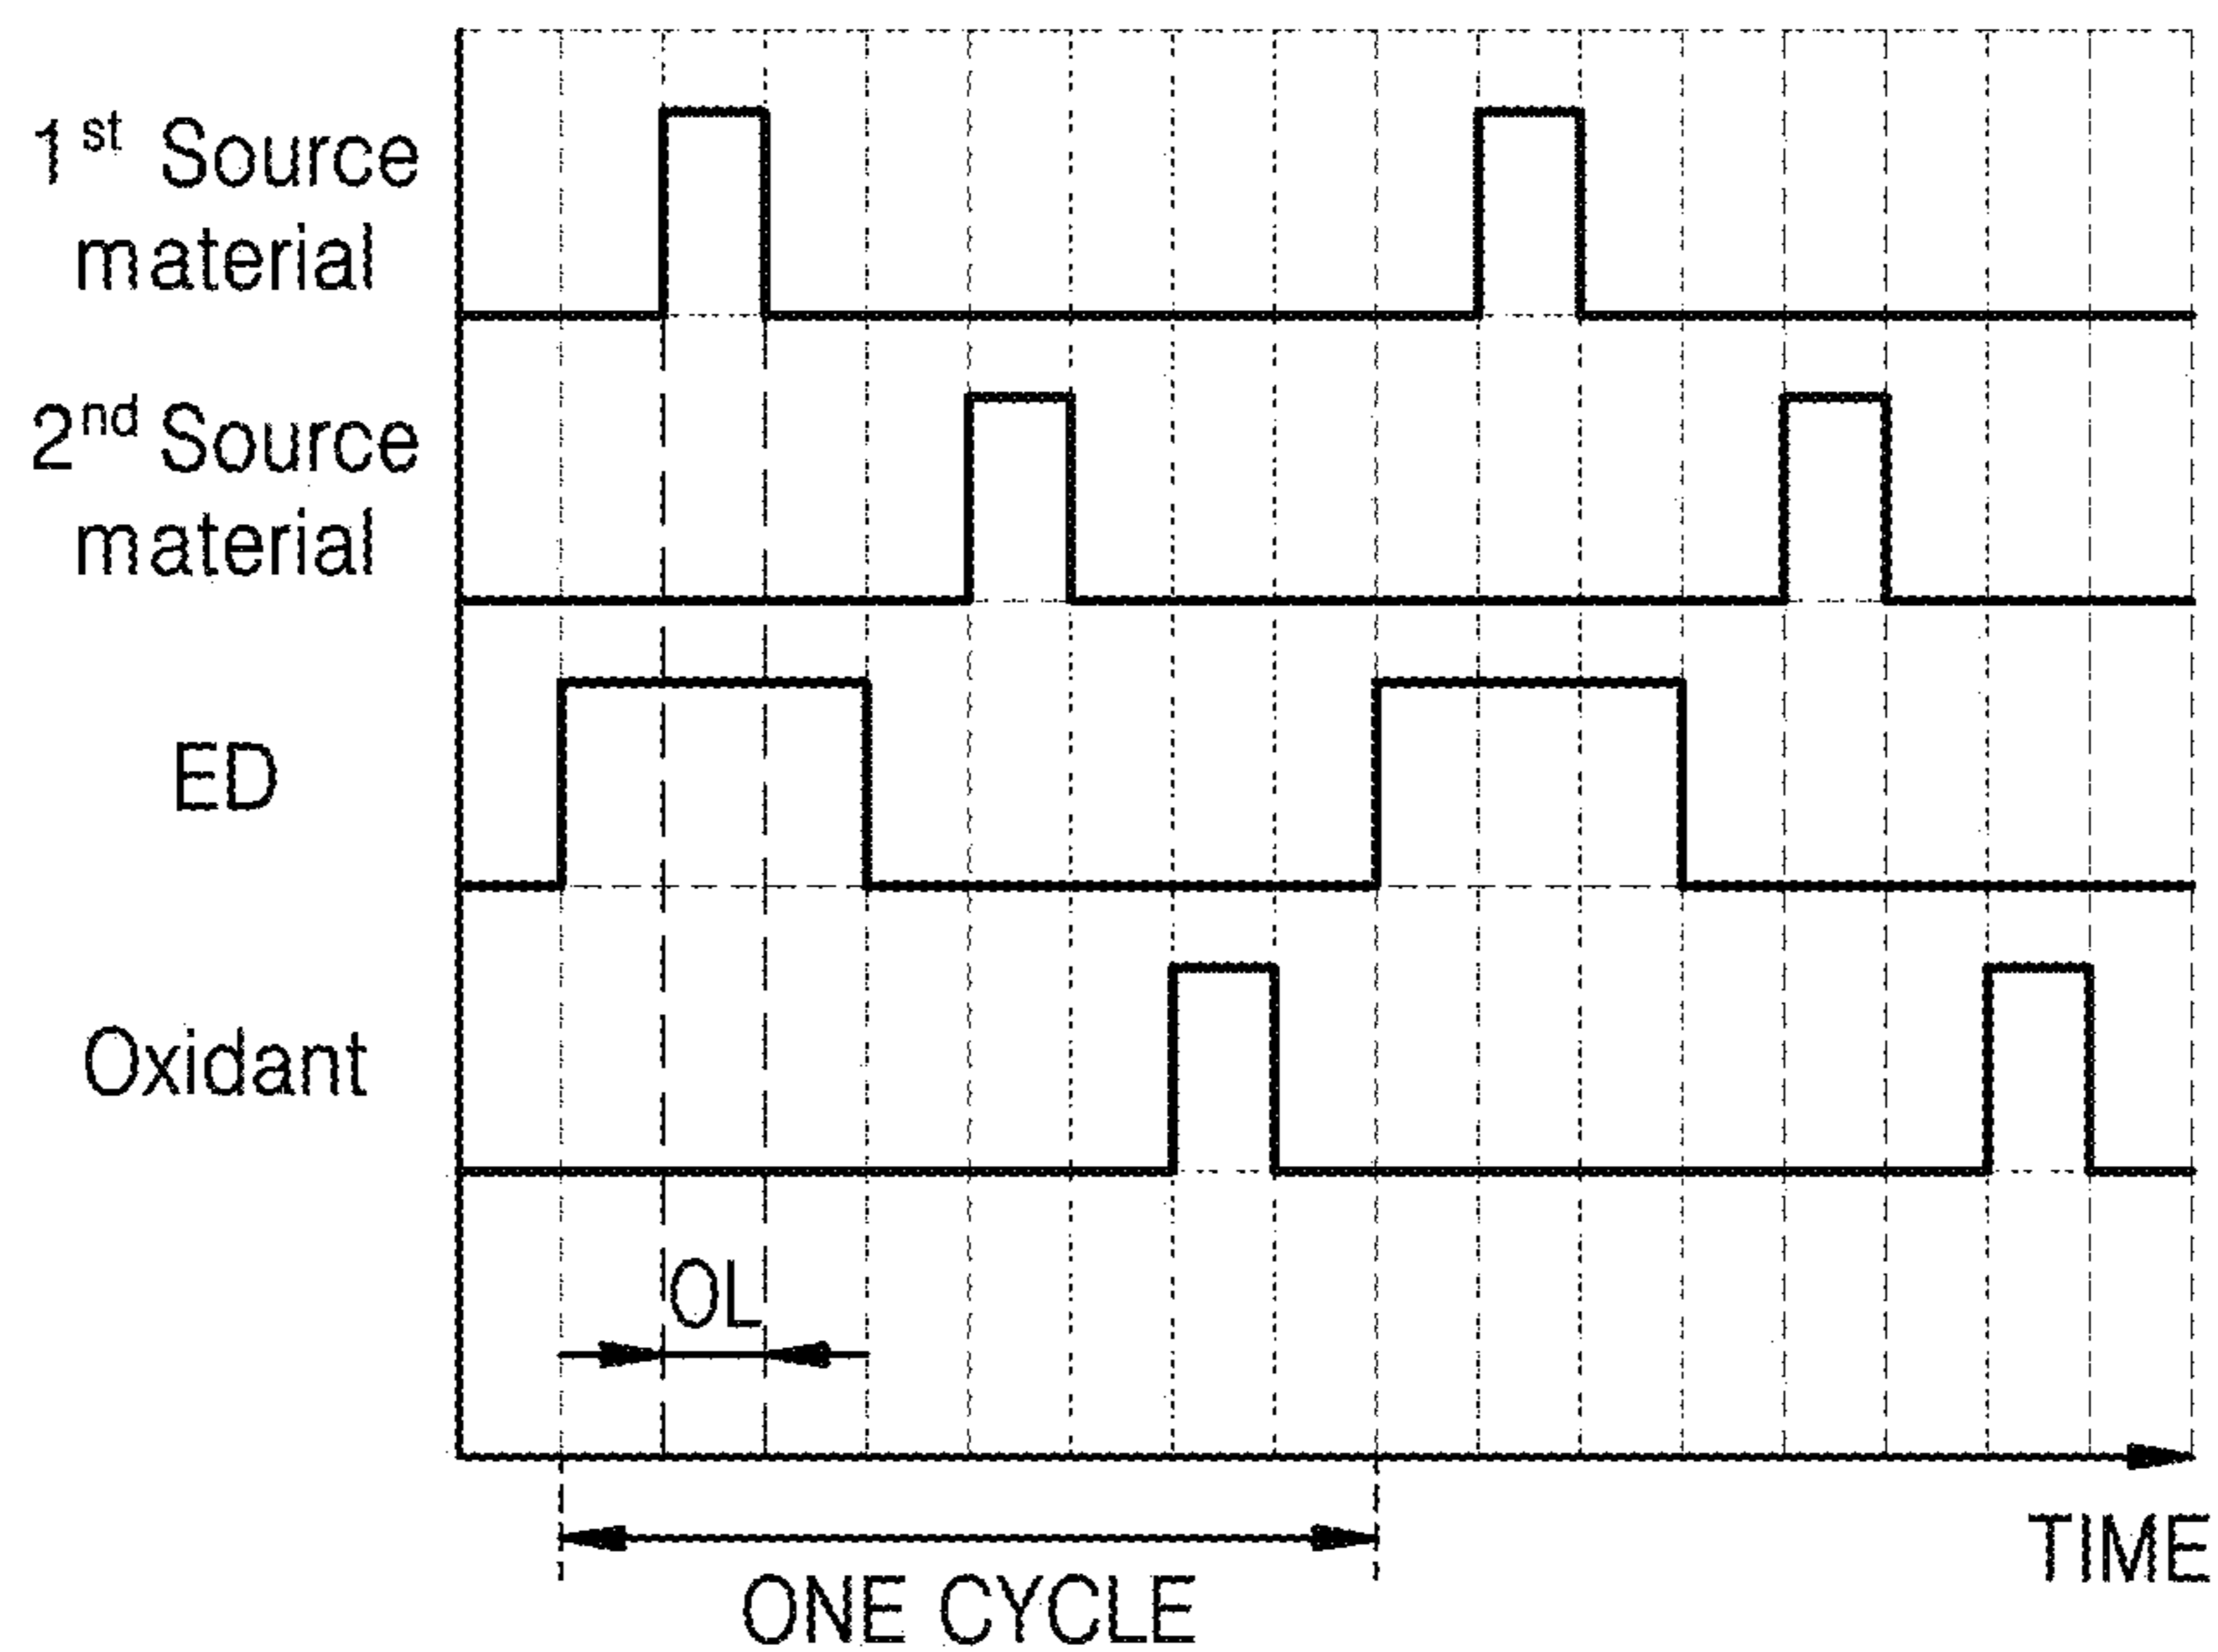 1st Source
material
2nd Source
material
ED
Oxidant
OL
TIME
ONE CYCLE